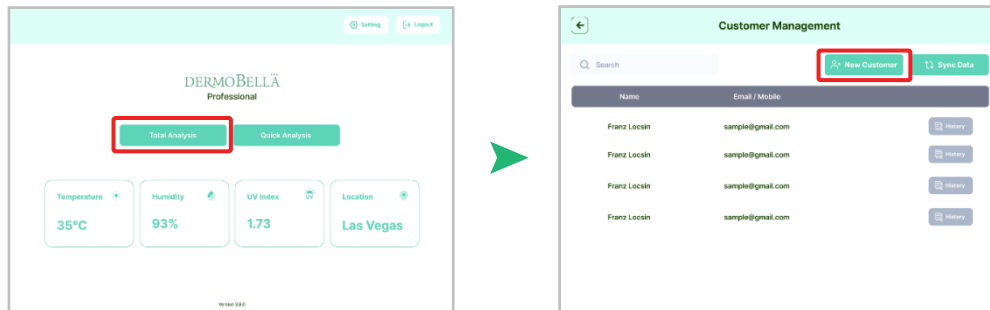 Setting
Logout
DERMOBELLÄ
Professional
Total Analysis
Quick Analysis
Temperature
Humidity
UV Index
Location
35°C
93%
1.73
Las Vegas
Customer Management
Search
New Customer
Sync Data
Name
Email / Mobile
Franz Locsin
sample@gmail.com
History
Franz Locsin
sample@gmail.com
History
Franz Locsin
sample@gmail.com
History
Franz Locsin
sample@gmail.com
History